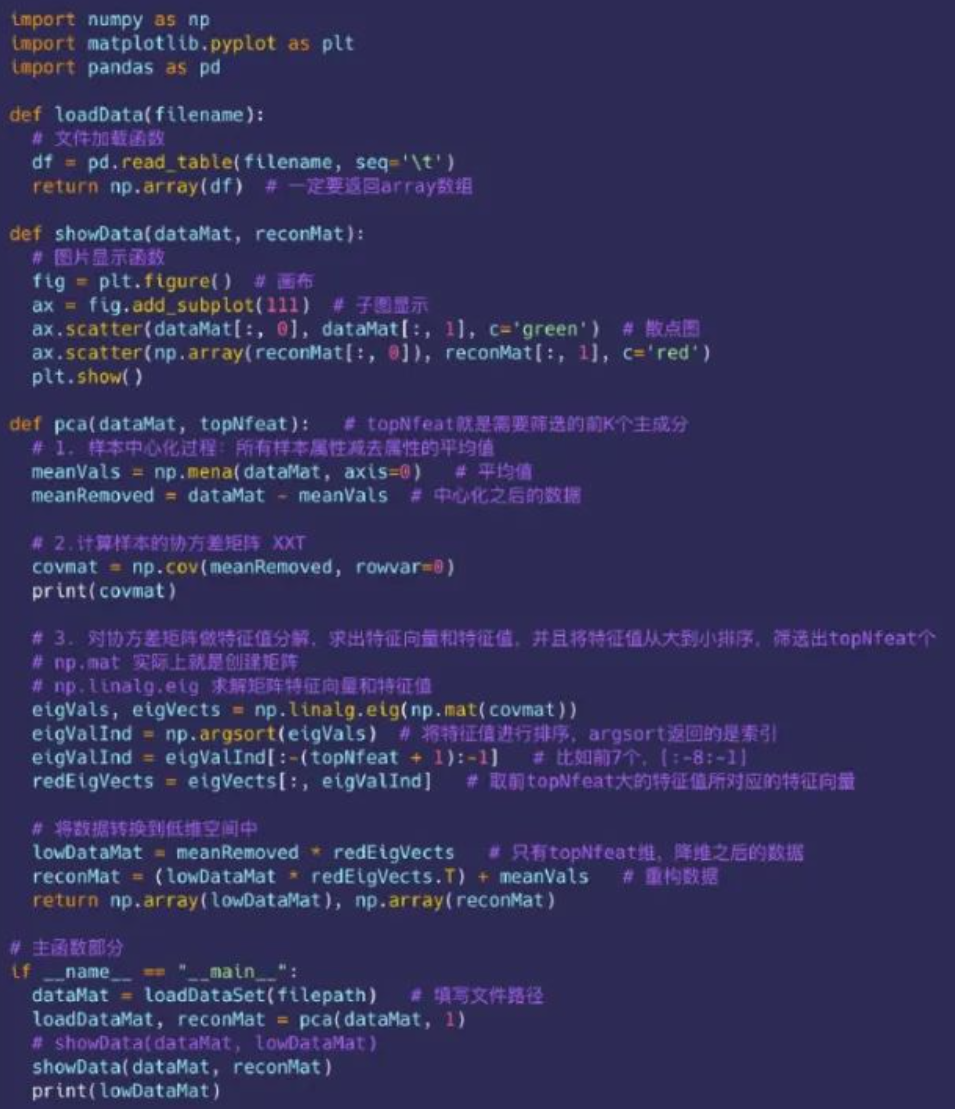 import numpy as np
import matplotlib.pyplot as plt
import pandas as pd
def loadData(filename):
# 文件加载函数
df = pd.read_table(filename, seq='\t')
return np.array(df)  # 一定要返回array数组
def showData(dataMat, reconMat):
# 图片显示函数
fig = plt.figure()  # 画布
ax = fig.add_subplot(111)  # 子图显示
ax.scatter(dataMat[:, 0], dataMat[:, 1], c='green')  # 散点图
ax.scatter(np.array(reconMat[:, 0]), reconMat[:, 1], c='red')
plt.show()
def pca(dataMat, topNfeat):   # topNfeat就是需要筛选的前K个主成分
# 1. 样本中心化过程：所有样本属性减去属性的平均值
meanVals = np.mena(dataMat, axis=0)   # 平均值
meanRemoved = dataMat - meanVals  # 中心化之后的数据
# 2.计算样本的协方差矩阵 XXT
covmat = np.cov(meanRemoved, rowvar=0)
print(covmat)
# 3. 对协方差矩阵做特征值分解，求出特征向量和特征值，并且将特征值从大到小排序，筛选出topNfeat个
# np.mat 实际上就是创建矩阵
# np.linalg.eig 求解矩阵特征向量和特征值
eigVals, eigVects = np.linalg.eig(np.mat(covmat))
eigValInd = np.argsort(eigVals)  # 将特征值进行排序，argsort返回的是索引
eigValInd = eigValInd[:-(topNfeat + 1):-1]   # 比如前7个，[:-8:-1]
redEigVects = eigVects[:, eigValInd]   # 取前topNfeat大的特征值所对应的特征向量
# 将数据转换到低维空间中
lowDataMat = meanRemoved * redEigVects   # 只有topNfeat维，降维之后的数据
reconMat = (lowDataMat * redEigVects.T) + meanVals   # 重构数据
return np.array(lowDataMat), np.array(reconMat)
# 主函数部分
if __name__ == "__main__":
dataMat = loadDataSet(filepath)   # 填写文件路径
loadDataMat, reconMat = pca(dataMat, 1)
# showData(dataMat, lowDataMat)
showData(dataMat, reconMat)
print(lowDataMat)